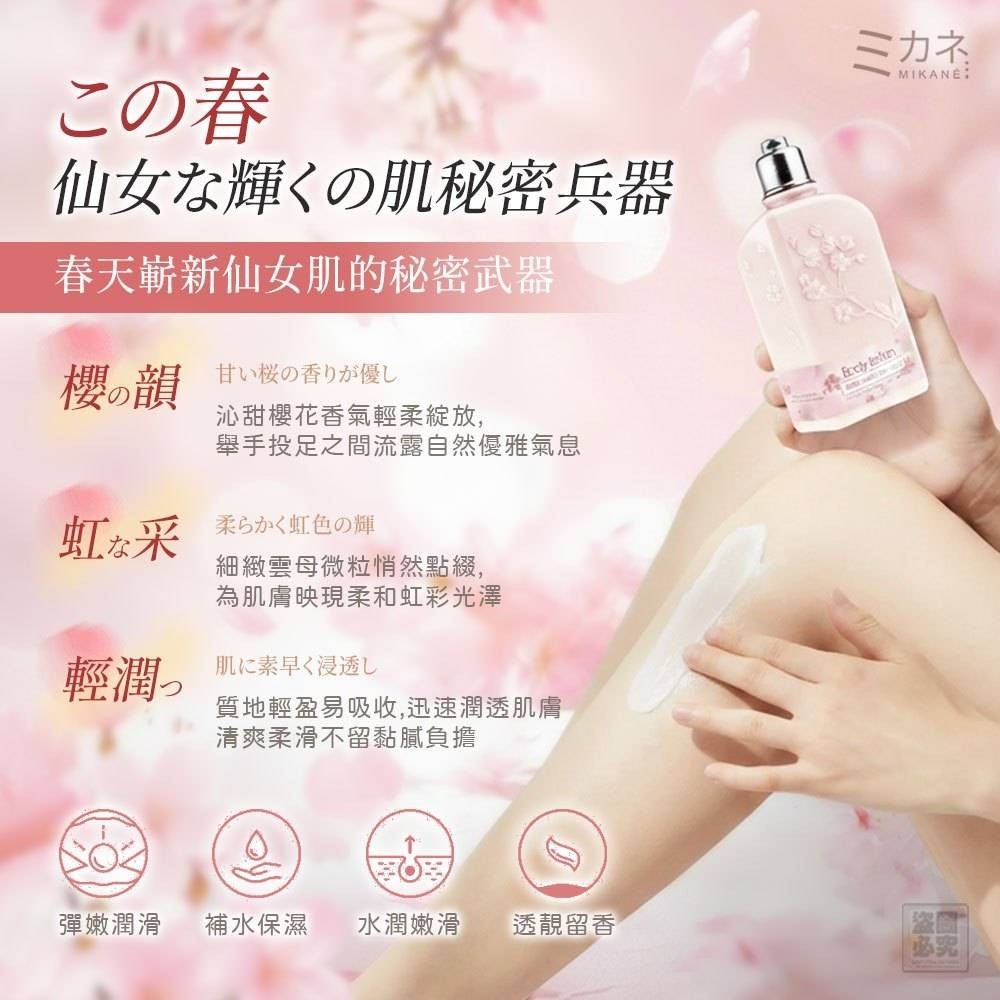 ミカネ
MIKANE
この春
仙女な輝くの肌秘密兵器
春天嶄新仙女肌的秘密武器
櫻の韻
甘い桜の香りが優し
沁甜櫻花香氣輕柔綻放,
舉手投足之間流露自然優雅氣息
虹な采
柔らかく虹色の輝
細緻雲母微粒悄然點綴,
為肌膚映現柔和虹彩光澤
輕潤っ
肌に素早く浸透し
質地輕盈易吸收,迅速潤透肌膚
清爽柔滑不留黏膩負擔
彈嫩潤滑
補水保濕
水潤嫩滑
透靚留香
盜圖
必究